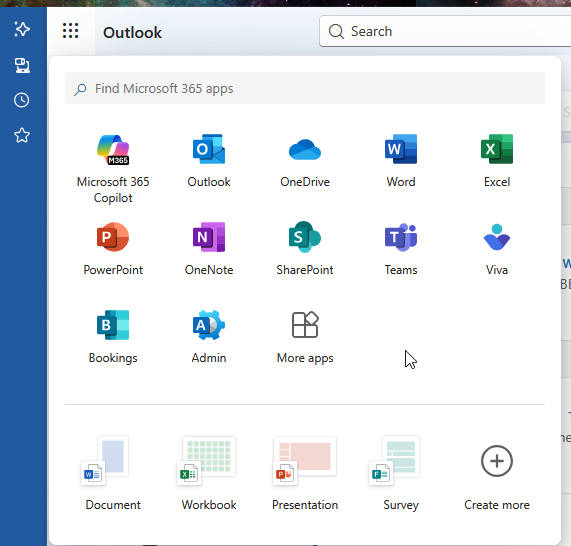 Outlook
Search
Find Microsoft 365 apps
M365
Microsoft 365
Copilot
Outlook
OneDrive
Word
Excel
PowerPoint
OneNote
SharePoint
Teams
Viva
Bookings
Admin
More apps
Document
Workbook
Presentation
Survey
Create more